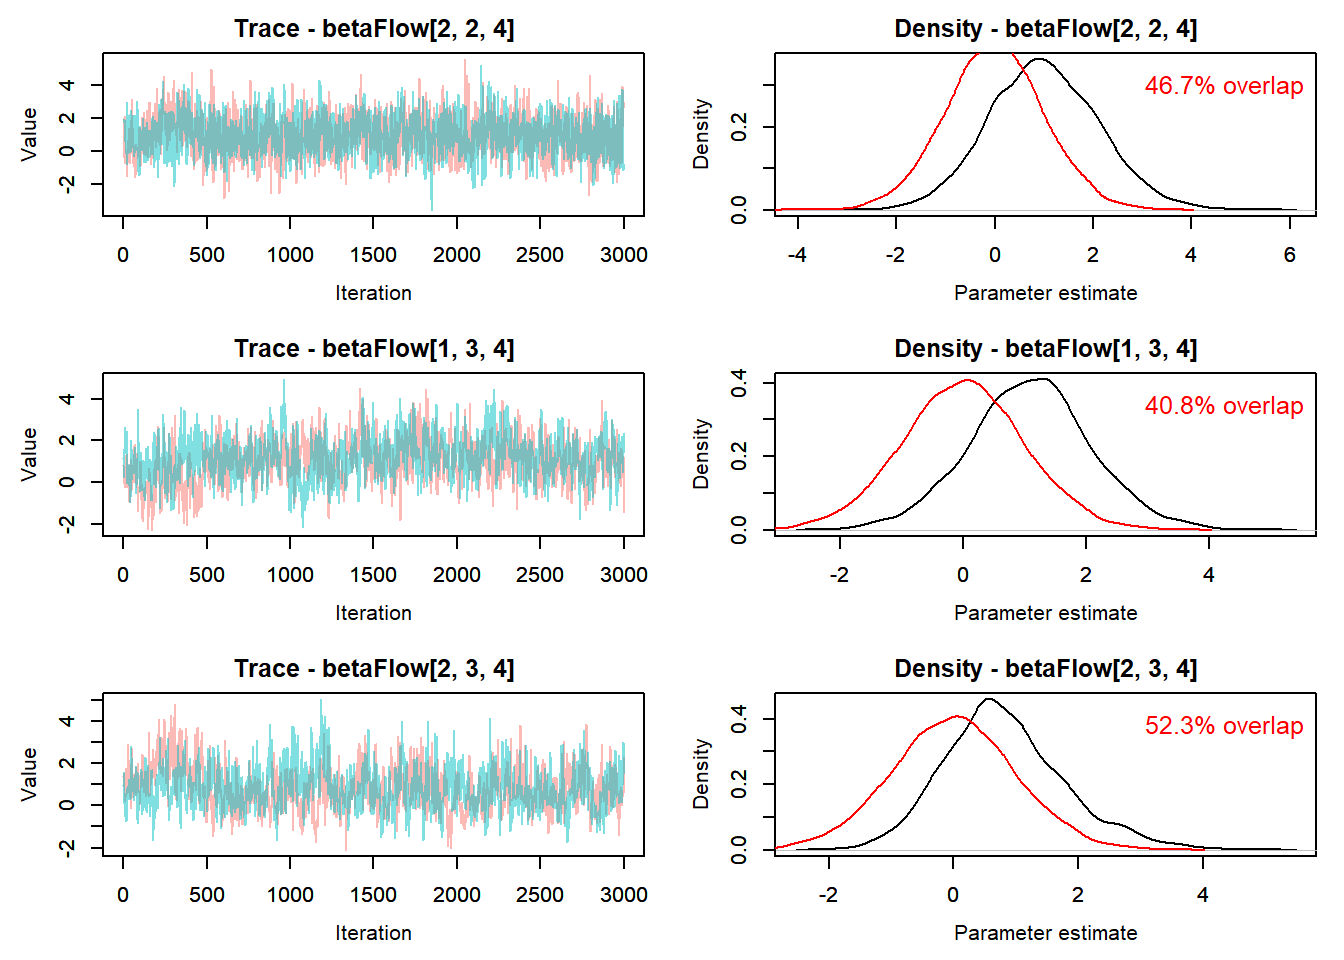 Trace - betaFlow[2, 2, 4]
Value
-2 0 2 4
0 500 1000 1500 2000 2500 3000
Iteration
Density - betaFlow[2, 2, 4]
46.7% overlap
Density
0.0 0.2
-4 -2 0 2 4 6
Parameter estimate
Trace - betaFlow[1, 3, 4]
Value
-2 0 2 4
0 500 1000 1500 2000 2500 3000
Iteration
Density - betaFlow[1, 3, 4]
40.8% overlap
Density
0.0 0.2 0.4
-2 0 2 4
Parameter estimate
Trace - betaFlow[2, 3, 4]
Value
-2 0 2 4
0 500 1000 1500 2000 2500 3000
Iteration
Density - betaFlow[2, 3, 4]
52.3% overlap
Density
0.0 0.2 0.4
-2 0 2 4
Parameter estimate